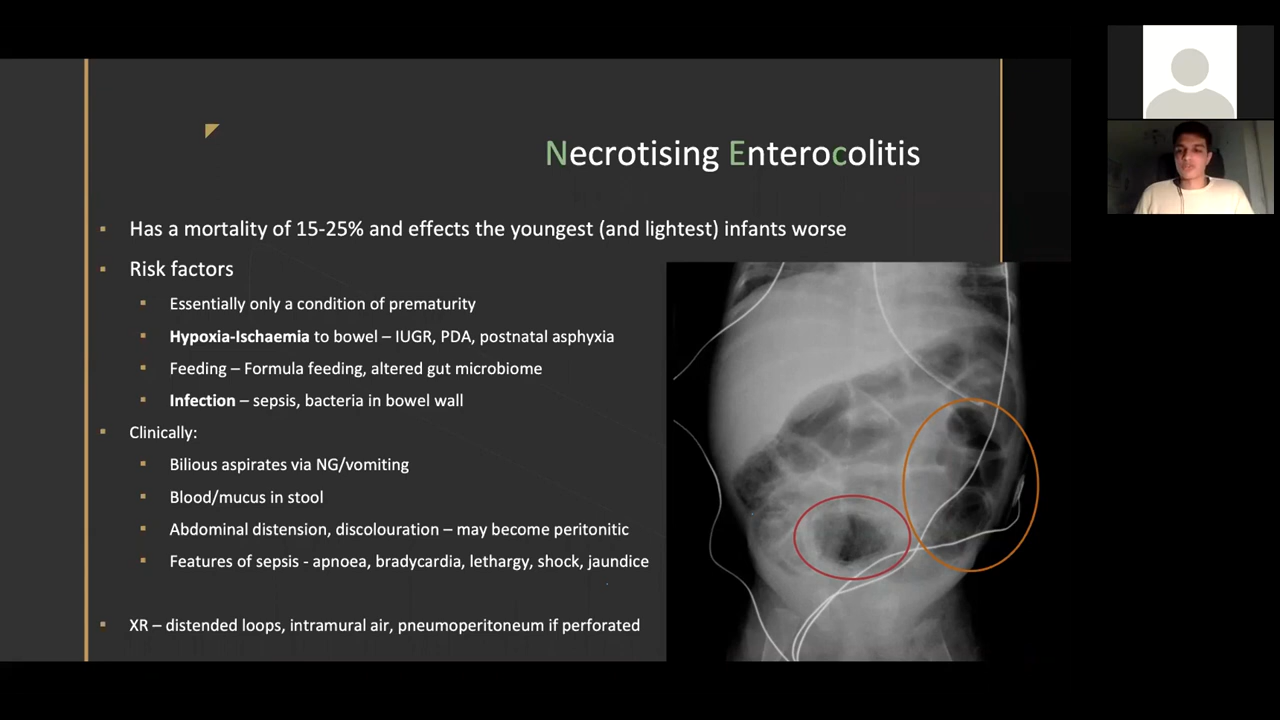 Necrotising Enterocolitis
Has a mortality of 15-25% and effects the youngest (and lightest) infants worse
Risk factors
Essentially only a condition of prematurity
Hypoxia-Ischaemia to bowel – IUGR, PDA, postnatal asphyxia
Feeding – Formula feeding, altered gut microbiome
Infection – sepsis, bacteria in bowel wall
Clinically:
Bilious aspirates via NG/vomiting
Blood/mucus in stool
Abdominal distension, discolouration – may become peritonitic
Features of sepsis - apnoea, bradycardia, lethargy, shock, jaundice
XR – distended loops, intramural air, pneumoperitoneum if perforated